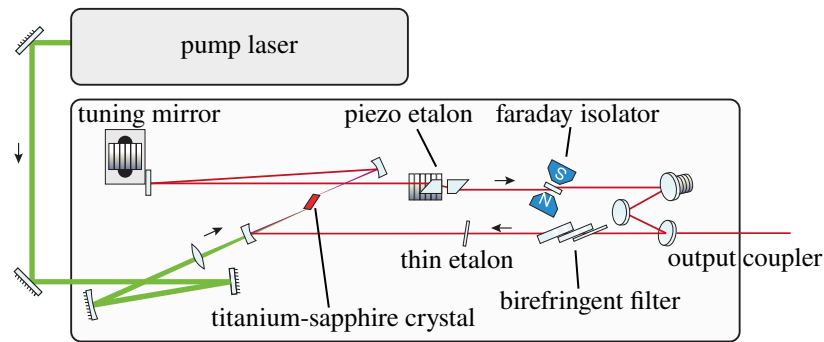 pump laser
tuning mirror
piezo etalon
faraday isolator
S
N
thin etalon
output coupler
birefringent filter
titanium-sapphire crystal